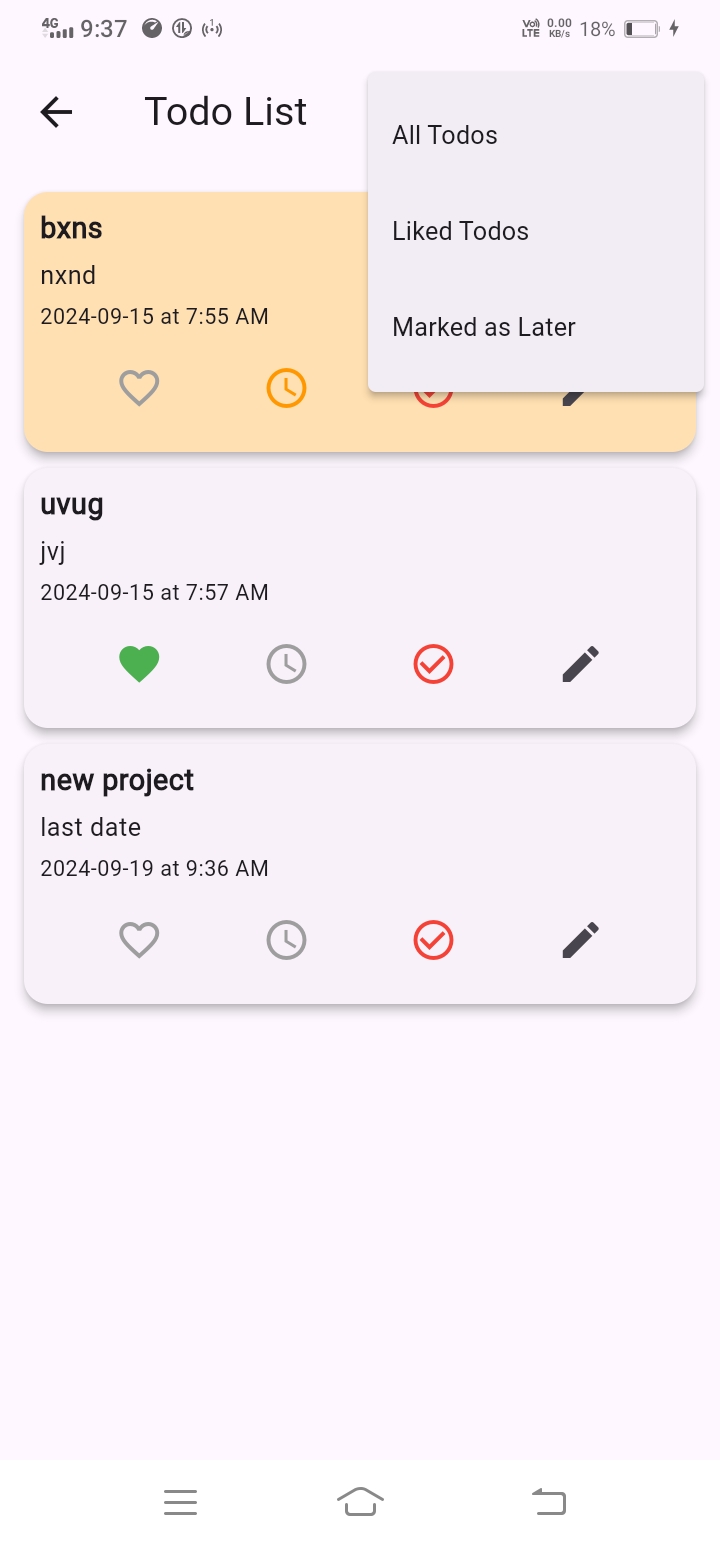 4G 9:37 1 Vo)) LTE 0.00 KB/s 18%
Todo List
All Todos
Liked Todos
Marked as Later
bxns
nxnd
2024-09-15 at 7:55 AM
uvug
jvj
2024-09-15 at 7:57 AM
new project
last date
2024-09-19 at 9:36 AM